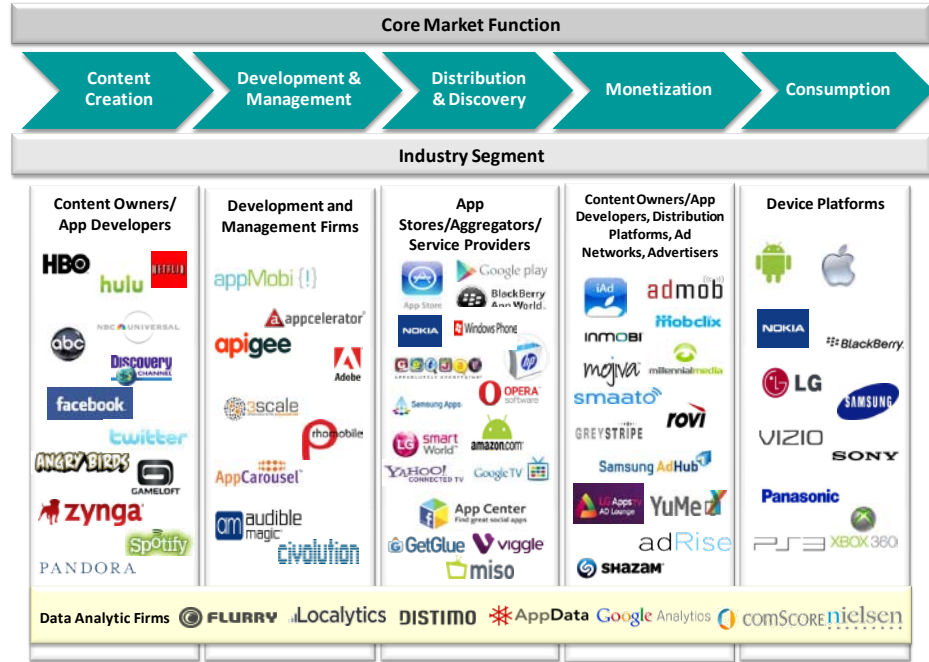 Core Market Function
Content
Creation
Development &
Management
Distribution
& Discovery
Monetization
Consumption
Industry Segment
Content Owners/
App Developers
HBO
NETFLIX
hulu
NBC UNIVERSAL
abc
Discovery
CHANNEL
facebook
twitter
ANGRY BIRDS
GAMELOFT
zynga
Spotify
PANDORA
Development and
Management Firms
appMobi {!}
appcelerator
apigee
Adobe
3scale
rhomobile
AppCarousel
am audible
magic
civolution
App
Stores/Aggregators/
Service Providers
App Store
Google play
BlackBerry
App World
NOKIA
Windows Phone
GETJAR
hp
Samsung Apps
OPERA
software
LG smart
World
amazon.com
YAHOO!
CONNECTED TV
Google TV
App Center
Find great social apps
GetGlue
viggle
miso
Content Owners/App
Developers, Distribution
Platforms, Ad
Networks, Advertisers
iAd
admob
INMOBI
mobclix
mojiva
millennialmedia
smaato
GREYSTRIPE
rovi
Samsung AdHub
LG Apps TV
AD Lounge
YuMe
adRise
SHAZAM
Device Platforms
NOKIA
BlackBerry
LG
SAMSUNG
VIZIO
SONY
Panasonic
PS3
XBOX 360
Data Analytic Firms
FLURRY
Localytics
DISTIMO
AppData
Google Analytics
comSCORE
nielsen